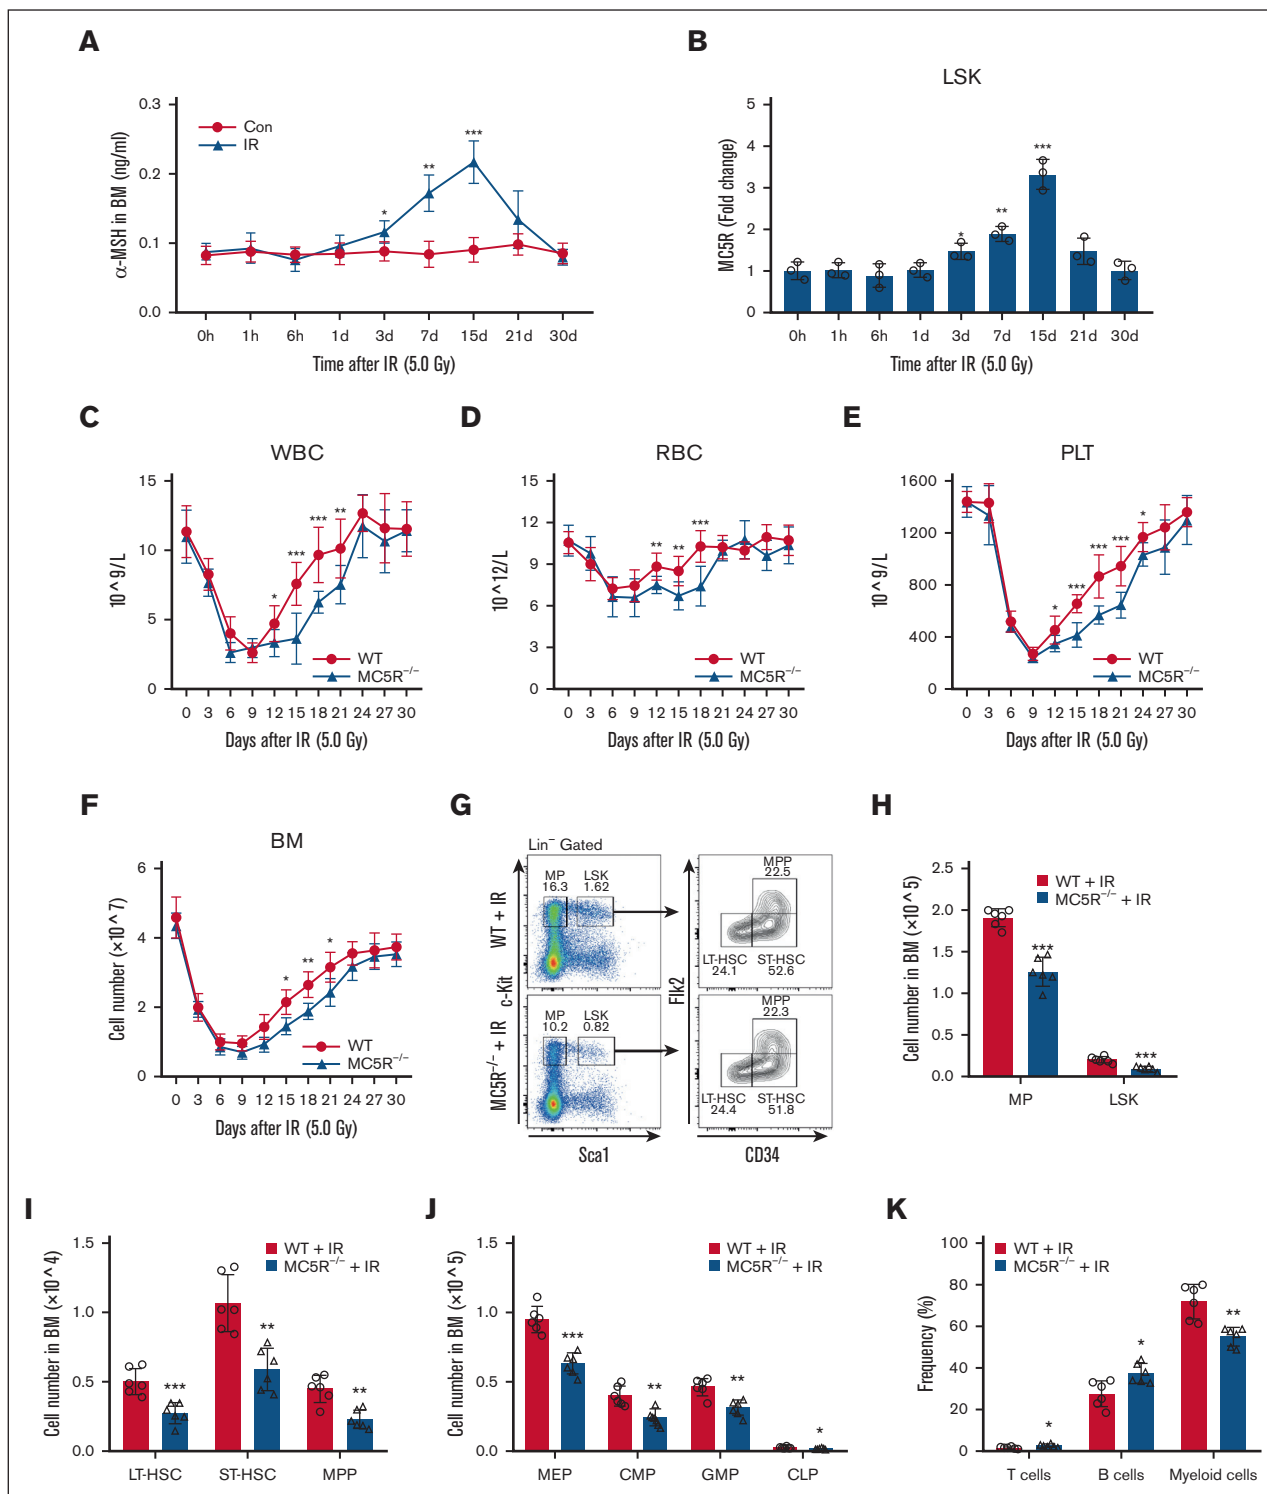 A
α-MSH in BM (ng/ml)
0.3
0.2
0.1
0.0
Con
IR
*
**
***
0h 1h 6h 1d 3d 7d 15d 21d 30d
Time after IR (5.0 Gy)
B
LSK
MC5R (Fold change)
5
4
3
2
1
0
*
**
***
0h 1h 6h 1d 3d 7d 15d 21d 30d
Time after IR (5.0 Gy)
C
WBC
10^9/L
15
10
5
0
*
***
***
**
WT
MC5R−/−
0 3 6 9 12 15 18 21 24 27 30
Days after IR (5.0 Gy)
D
RBC
10^12/L
15
12
9
6
3
0
**
**
***
WT
MC5R−/−
0 3 6 9 12 15 18 21 24 27 30
Days after IR (5.0 Gy)
E
PLT
10^9/L
1600
1200
800
400
0
*
***
***
***
*
WT
MC5R−/−
0 3 6 9 12 15 18 21 24 27 30
Days after IR (5.0 Gy)
F
BM
Cell number (×10^7)
6
4
2
0
*
**
*
WT
MC5R−/−
0 3 6 9 12 15 18 21 24 27 30
Days after IR (5.0 Gy)
G
Lin− Gated
WT + IR
MP LSK
16.3 1.62
MPP
22.5
LT-HSC ST-HSC
24.1 52.6
c-Kit
Flk2
MC5R−/− + IR
MP LSK
10.2 0.82
MPP
22.3
LT-HSC ST-HSC
24.4 51.8
Sca1
CD34
H
Cell number in BM (×10^5)
2.5
2.0
1.5
1.0
0.5
0.0
WT + IR
MC5R−/− + IR
***
***
MP LSK
I
Cell number in BM (×10^4)
1.5
1.0
0.5
0.0
WT + IR
MC5R−/− + IR
***
**
**
LT-HSC ST-HSC MPP
J
Cell number in BM (×10^5)
1.5
1.0
0.5
0.0
WT + IR
MC5R−/− + IR
***
**
**
*
MEP CMP GMP CLP
K
Frequency (%)
100
80
60
40
20
0
WT + IR
MC5R−/− + IR
*
*
**
T cells B cells Myeloid cells